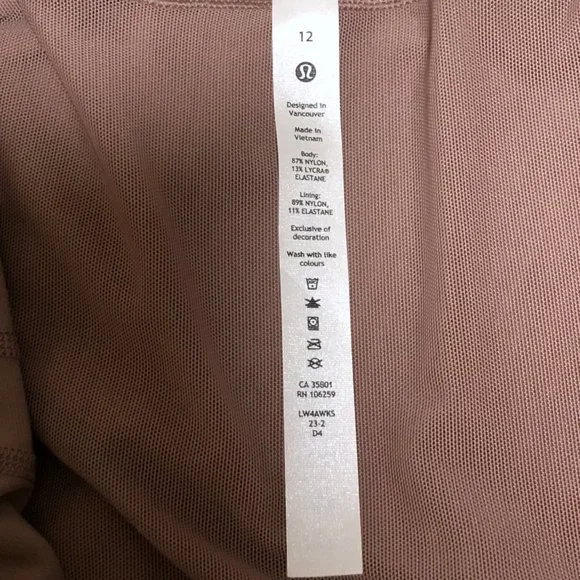 12
Designed in
Vancouver
Made in
Vietnam
Body:
87% NYLON,
13% LYCRA®
ELASTANE
Lining:
89% NYLON,
11% ELASTANE
Exclusive of
decoration
Wash with like
colours
CA 35801
RN 106259
LW4AWKS
23-2
D4